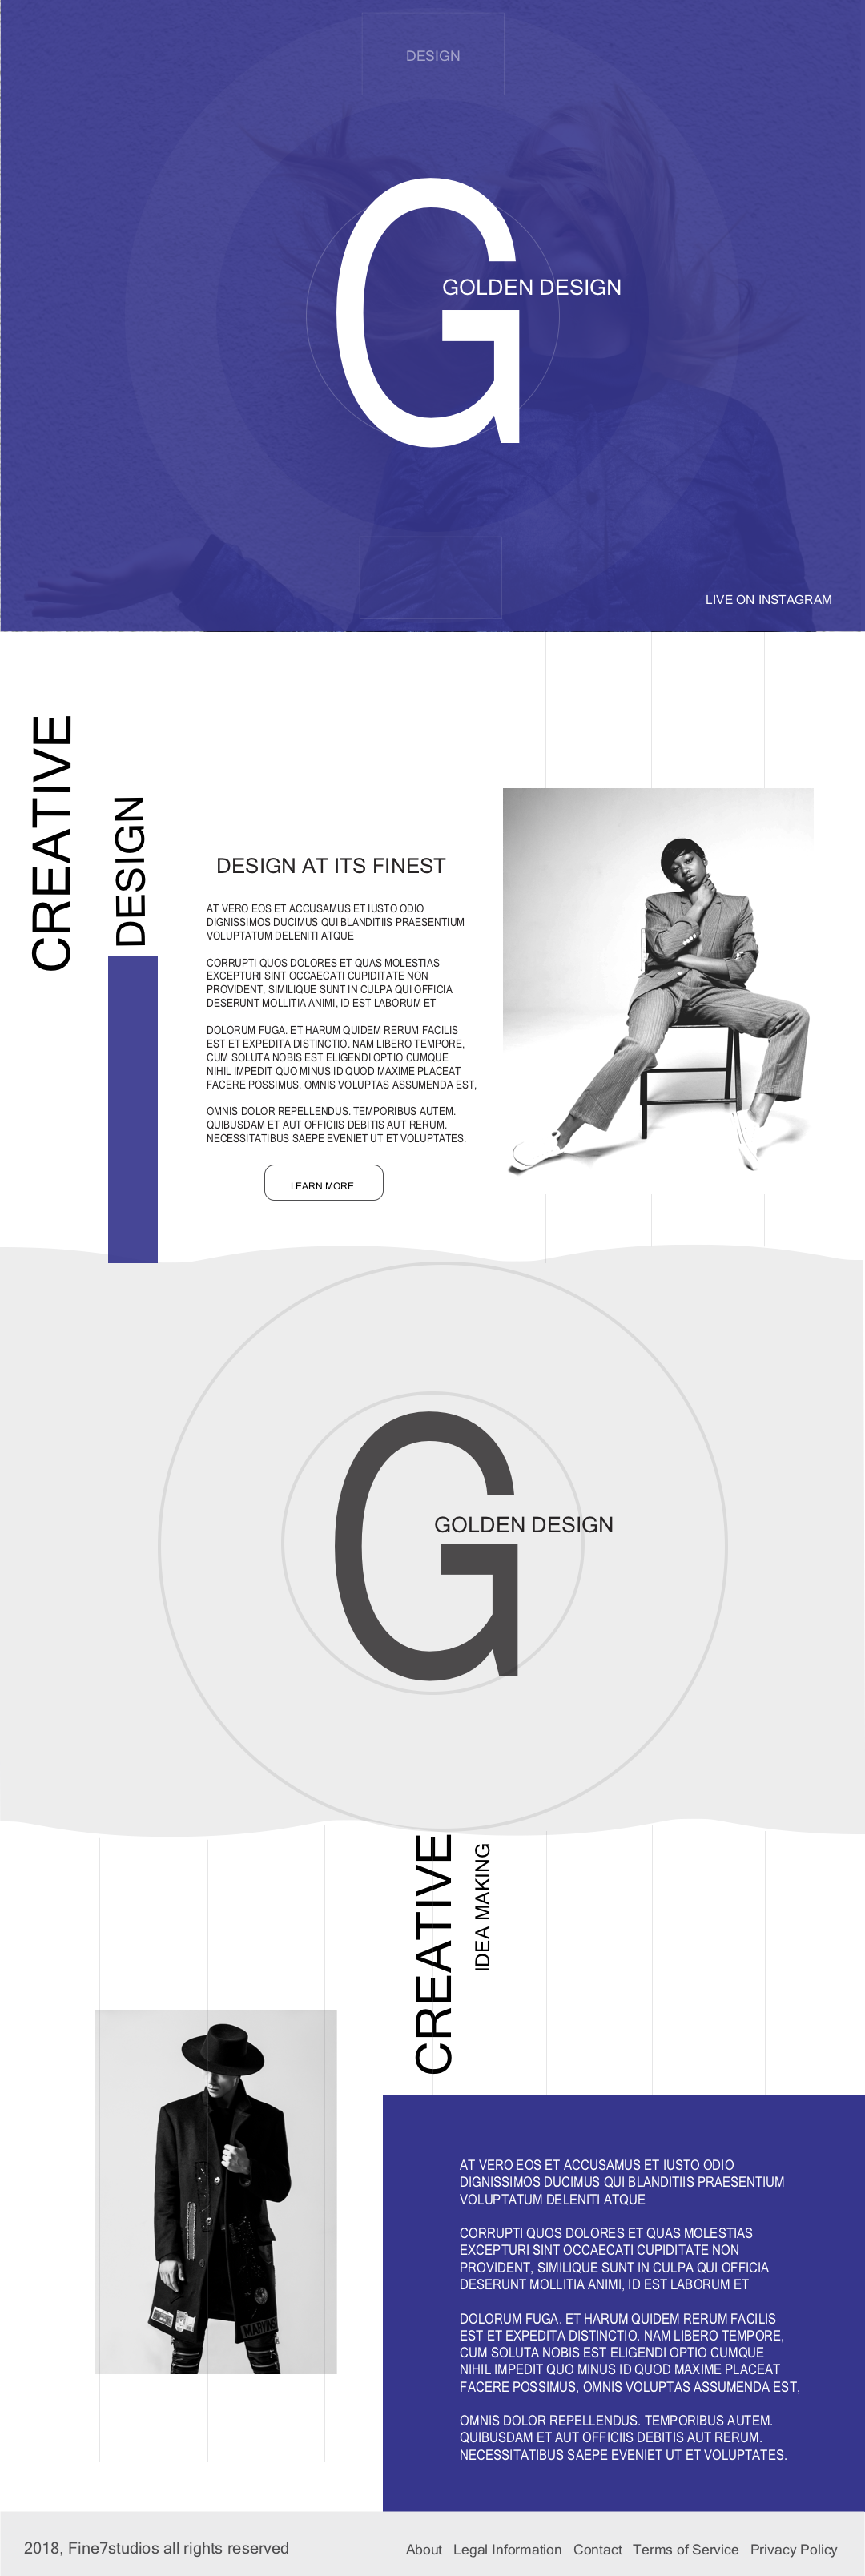 DESIGN
G
GOLDEN DESIGN
LIVE ON INSTAGRAM
CREATIVE
DESIGN
DESIGN AT ITS FINEST
AT VERO EOS ET ACCUSAMUS ET IUSTO ODIO
DIGNISSIMOS DUCIMUS QUI BLANDITIIS PRAESENTIUM
VOLUPTATUM DELENITI ATQUE
CORRUPTI QUOS DOLORES ET QUAS MOLESTIAS
EXCEPTURI SINT OCCAECATI CUPIDITATE NON
PROVIDENT, SIMILIQUE SUNT IN CULPA QUI OFFICIA
DESERUNT MOLLITIA ANIMI, ID EST LABORUM ET
DOLORUM FUGA. ET HARUM QUIDEM RERUM FACILIS
EST ET EXPEDITA DISTINCTIO. NAM LIBERO TEMPORE,
CUM SOLUTA NOBIS EST ELIGENDI OPTIO CUMQUE
NIHIL IMPEDIT QUO MINUS ID QUOD MAXIME PLACEAT
FACERE POSSIMUS, OMNIS VOLUPTAS ASSUMENDA EST,
OMNIS DOLOR REPELLENDUS. TEMPORIBUS AUTEM.
QUIBUSDAM ET AUT OFFICIIS DEBITIS AUT RERUM.
NECESSITATIBUS SAEPE EVENIET UT ET VOLUPTATES.
LEARN MORE
G
GOLDEN DESIGN
CREATIVE
IDEA MAKING
AT VERO EOS ET ACCUSAMUS ET IUSTO ODIO
DIGNISSIMOS DUCIMUS QUI BLANDITIIS PRAESENTIUM
VOLUPTATUM DELENITI ATQUE
CORRUPTI QUOS DOLORES ET QUAS MOLESTIAS
EXCEPTURI SINT OCCAECATI CUPIDITATE NON
PROVIDENT, SIMILIQUE SUNT IN CULPA QUI OFFICIA
DESERUNT MOLLITIA ANIMI, ID EST LABORUM ET
DOLORUM FUGA. ET HARUM QUIDEM RERUM FACILIS
EST ET EXPEDITA DISTINCTIO. NAM LIBERO TEMPORE,
CUM SOLUTA NOBIS EST ELIGENDI OPTIO CUMQUE
NIHIL IMPEDIT QUO MINUS ID QUOD MAXIME PLACEAT
FACERE POSSIMUS, OMNIS VOLUPTAS ASSUMENDA EST,
OMNIS DOLOR REPELLENDUS. TEMPORIBUS AUTEM.
QUIBUSDAM ET AUT OFFICIIS DEBITIS AUT RERUM.
NECESSITATIBUS SAEPE EVENIET UT ET VOLUPTATES.
2018, Fine7studios all rights reserved
About Legal Information Contact Terms of Service Privacy Policy